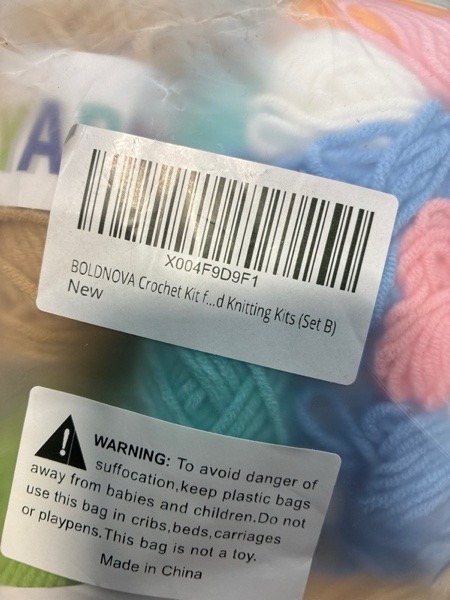 YAR
X004F9D9F1
BOLDNOVA Crochet Kit f...d Knitting Kits (Set B)
New
WARNING: To avoid danger of
suffocation,keep plastic bags
away from babies and children.Do not
use this bag in cribs,beds,carriages
or playpens.This bag is not a toy.
Made in China